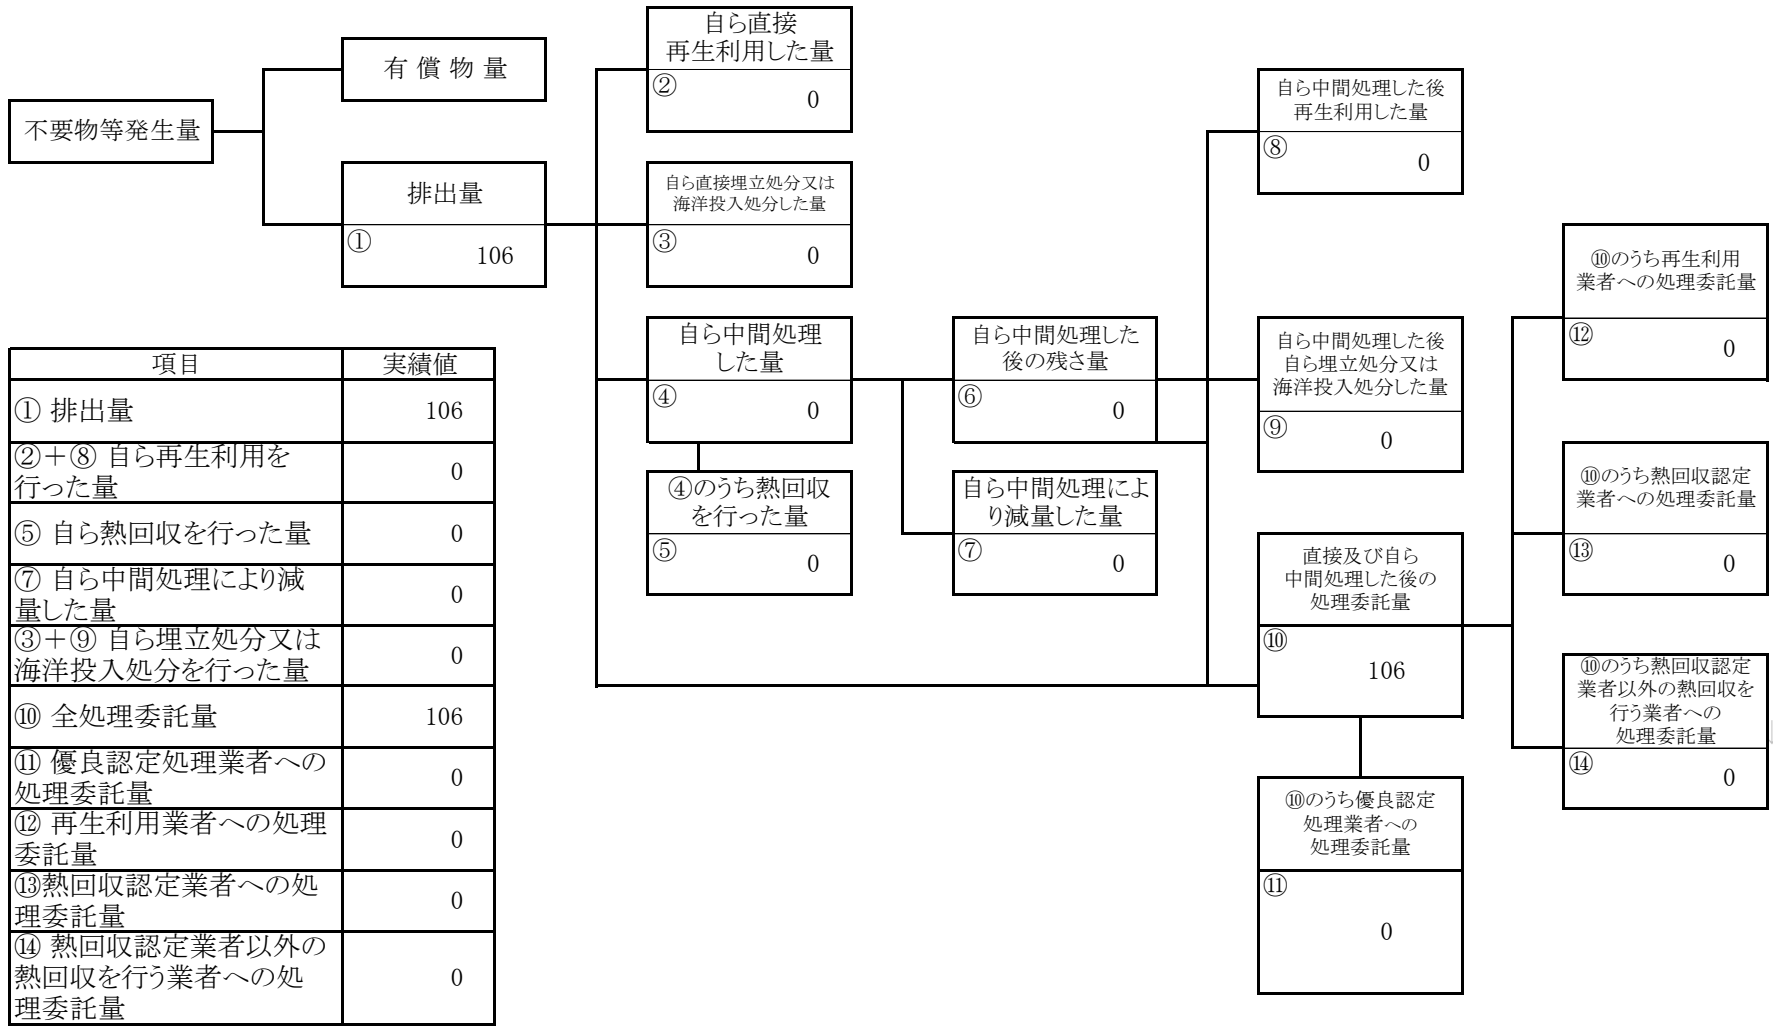 不要物等発生量
有 償 物 量
排出量
①
106
自ら直接
再生利用した量
②
0
自ら直接埋立処分又は
海洋投入処分した量
③
0
自ら中間処理
した量
④
0
④のうち熱回収
を行った量
⑤
0
自ら中間処理した
後の残さ量
⑥
0
自ら中間処理によ
り減量した量
⑦
0
自ら中間処理した後
再生利用した量
⑧
0
自ら中間処理した後
自ら埋立処分又は
海洋投入処分した量
⑨
0
直接及び自ら
中間処理した後の
処理委託量
⑩
106
⑩のうち優良認定
処理業者への
処理委託量
⑪
0
⑩のうち再生利用
業者への処理委託量
⑫
0
⑩のうち熱回収認定
業者への処理委託量
⑬
0
⑩のうち熱回収認定
業者以外の熱回収を
行う業者への
処理委託量
⑭
0
項目 実績値
① 排出量 106
②＋⑧ 自ら再生利用を
行った量 0
⑤ 自ら熱回収を行った量 0
⑦ 自ら中間処理により減
量した量 0
③＋⑨ 自ら埋立処分又は
海洋投入処分を行った量 0
⑩ 全処理委託量 106
⑪ 優良認定処理業者への
処理委託量 0
⑫ 再生利用業者への処理
委託量 0
⑬熱回収認定業者への処
理委託量 0
⑭ 熱回収認定業者以外の
熱回収を行う業者への処
理委託量 0